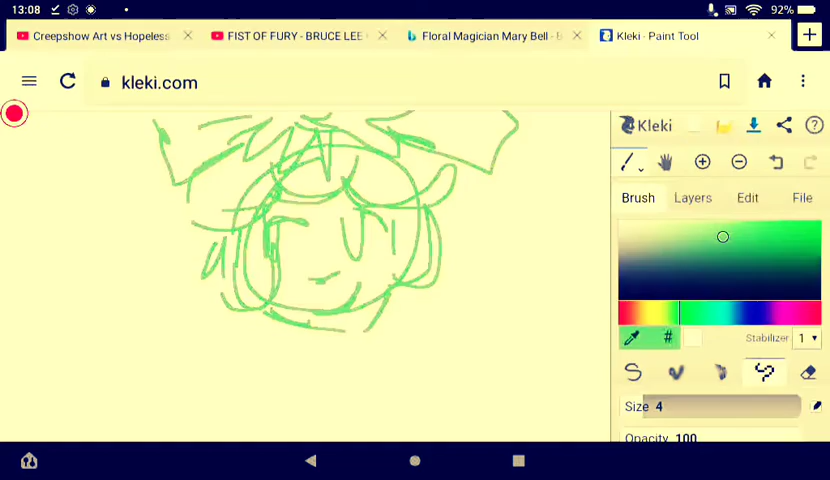 13:08 92%
Creepshow Art vs Hopeless FIST OF FURY - BRUCE LEE Floral Magician Mary Bell - Kleki - Paint Tool
kleki.com
Kleki
Brush Layers Edit File
# Stabilizer 1
Size 4
Opacity 100